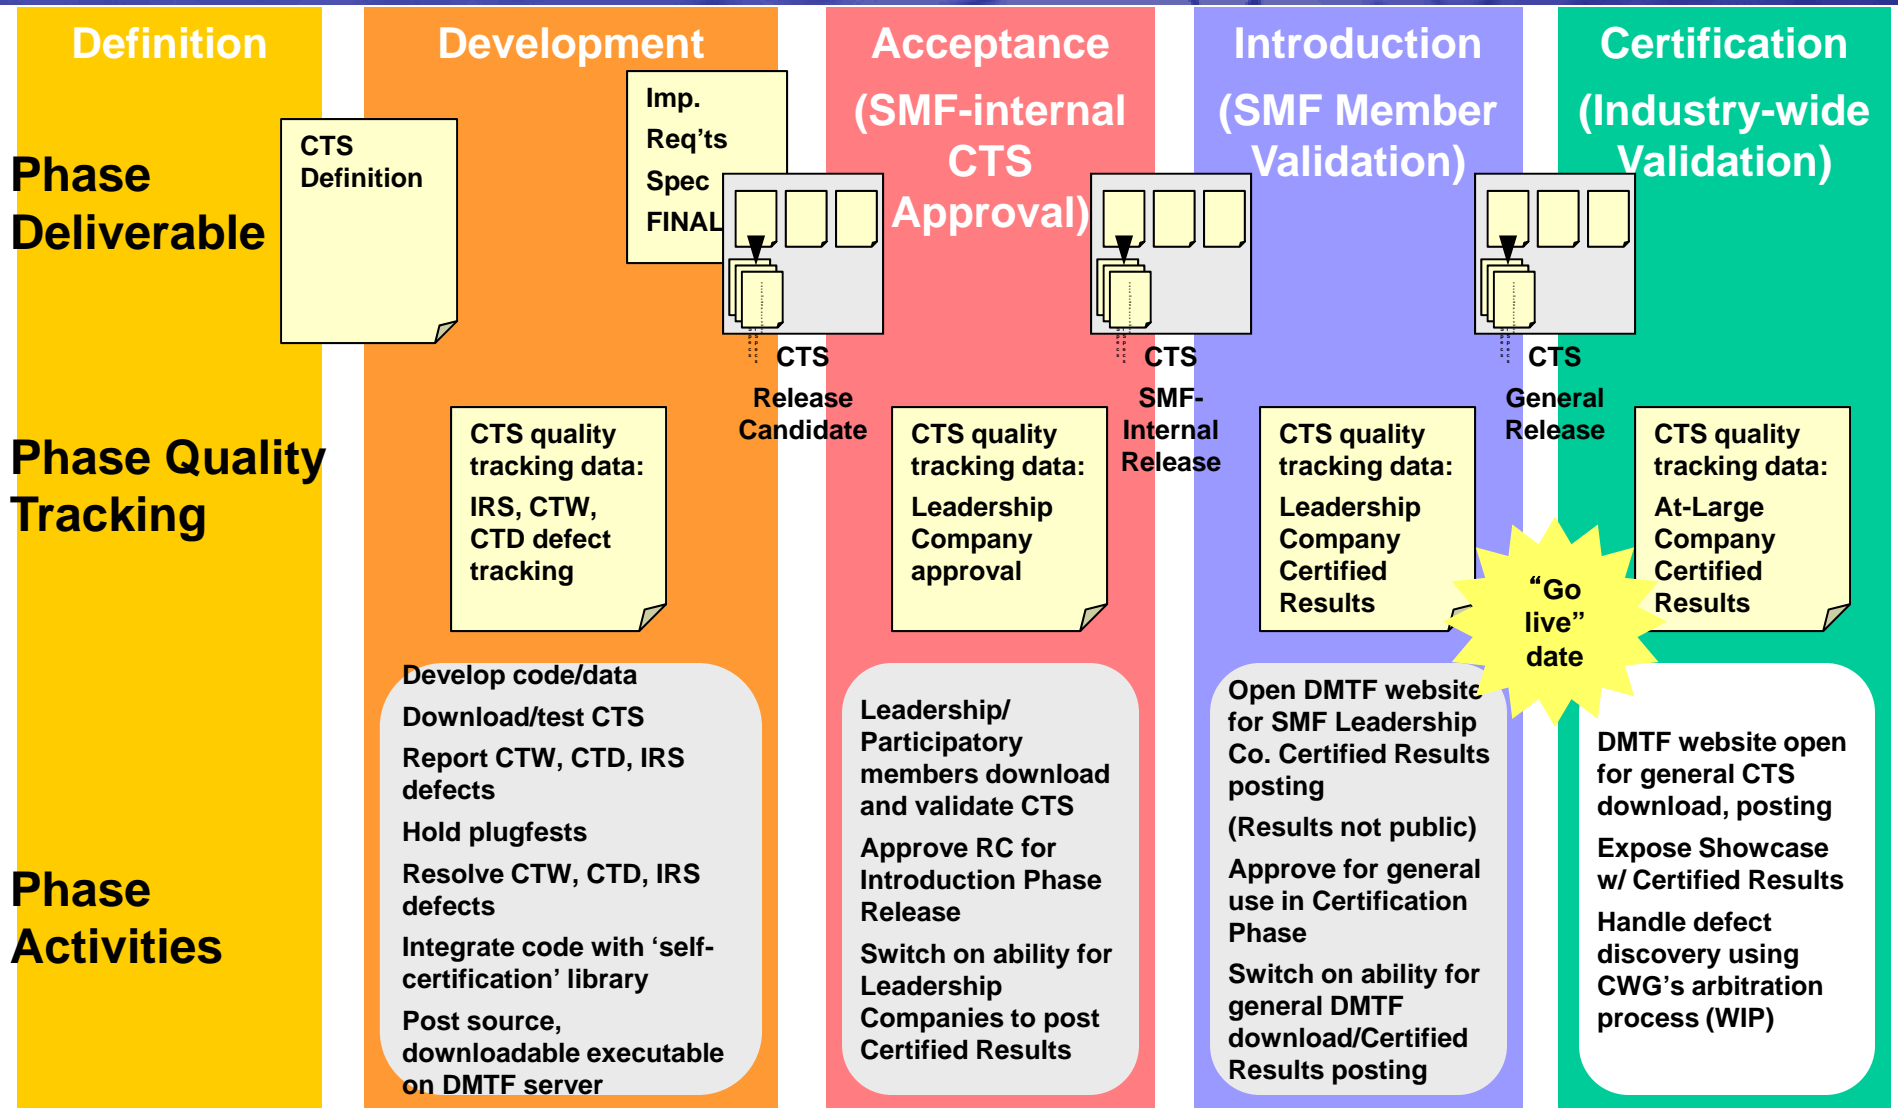 Definition
Development
Acceptance
(SMF-internal
CTS
Approval)
Introduction
(SMF Member
Validation)
Certification
(Industry-wide
Validation)
Phase
Deliverable
CTS
Definition
Imp.
Req'ts
Spec
FINAL
CTS
Release
Candidate
CTS
SMF-
Internal
Release
CTS
General
Release
Phase Quality
Tracking
CTS quality
tracking data:
IRS, CTW,
CTD defect
tracking
CTS quality
tracking data:
Leadership
Company
approval
CTS quality
tracking data:
Leadership
Company
Certified
Results
“Go
live”
date
CTS quality
tracking data:
At-Large
Company
Certified
Results
Phase
Activities
Develop code/data
Download/test CTS
Report CTW, CTD, IRS
defects
Hold plugfests
Resolve CTW, CTD, IRS
defects
Integrate code with ‘self-
certification’ library
Post source,
downloadable executable
on DMTF server
Leadership/
Participatory
members download
and validate CTS
Approve RC for
Introduction Phase
Release
Switch on ability for
Leadership
Companies to post
Certified Results
Open DMTF website
for SMF Leadership
Co. Certified Results
posting
(Results not public)
Approve for general
use in Certification
Phase
Switch on ability for
general DMTF
download/Certified
Results posting
DMTF website open
for general CTS
download, posting
Expose Showcase
w/ Certified Results
Handle defect
discovery using
CWG’s arbitration
process (WIP)